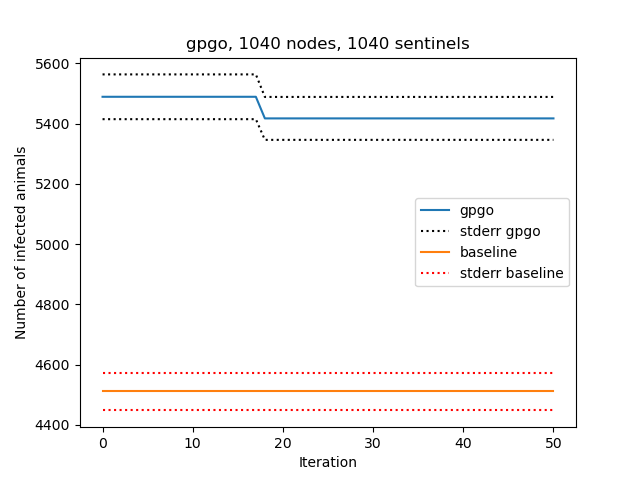 gpgo, 1040 nodes, 1040 sentinels
Number of infected animals
5600
5400
5200
5000
4800
4600
4400
gpgo
stderr gpgo
baseline
stderr baseline
0 10 20 30 40 50
Iteration